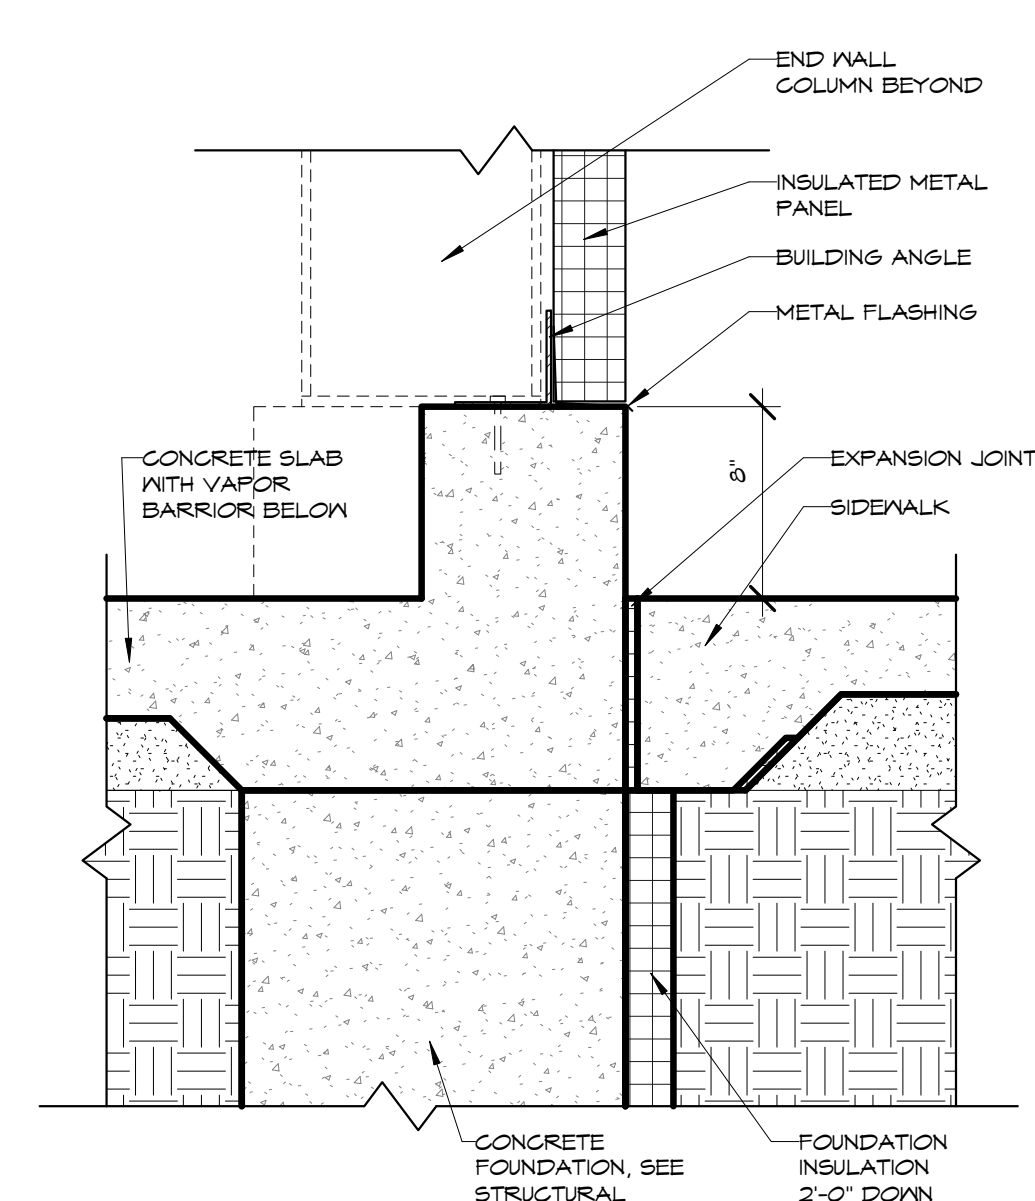 END WALL
COLUMN BEYOND
INSULATED METAL
PANEL
BUILDING ANGLE
METAL FLASHING
8"
CONCRETE SLAB
WITH VAPOR
BARRIOR BELOW
EXPANSION JOINT
SIDEWALK
CONCRETE
FOUNDATION, SEE
STRUCTURAL
FOUNDATION
INSULATION
2'-0" DOWN